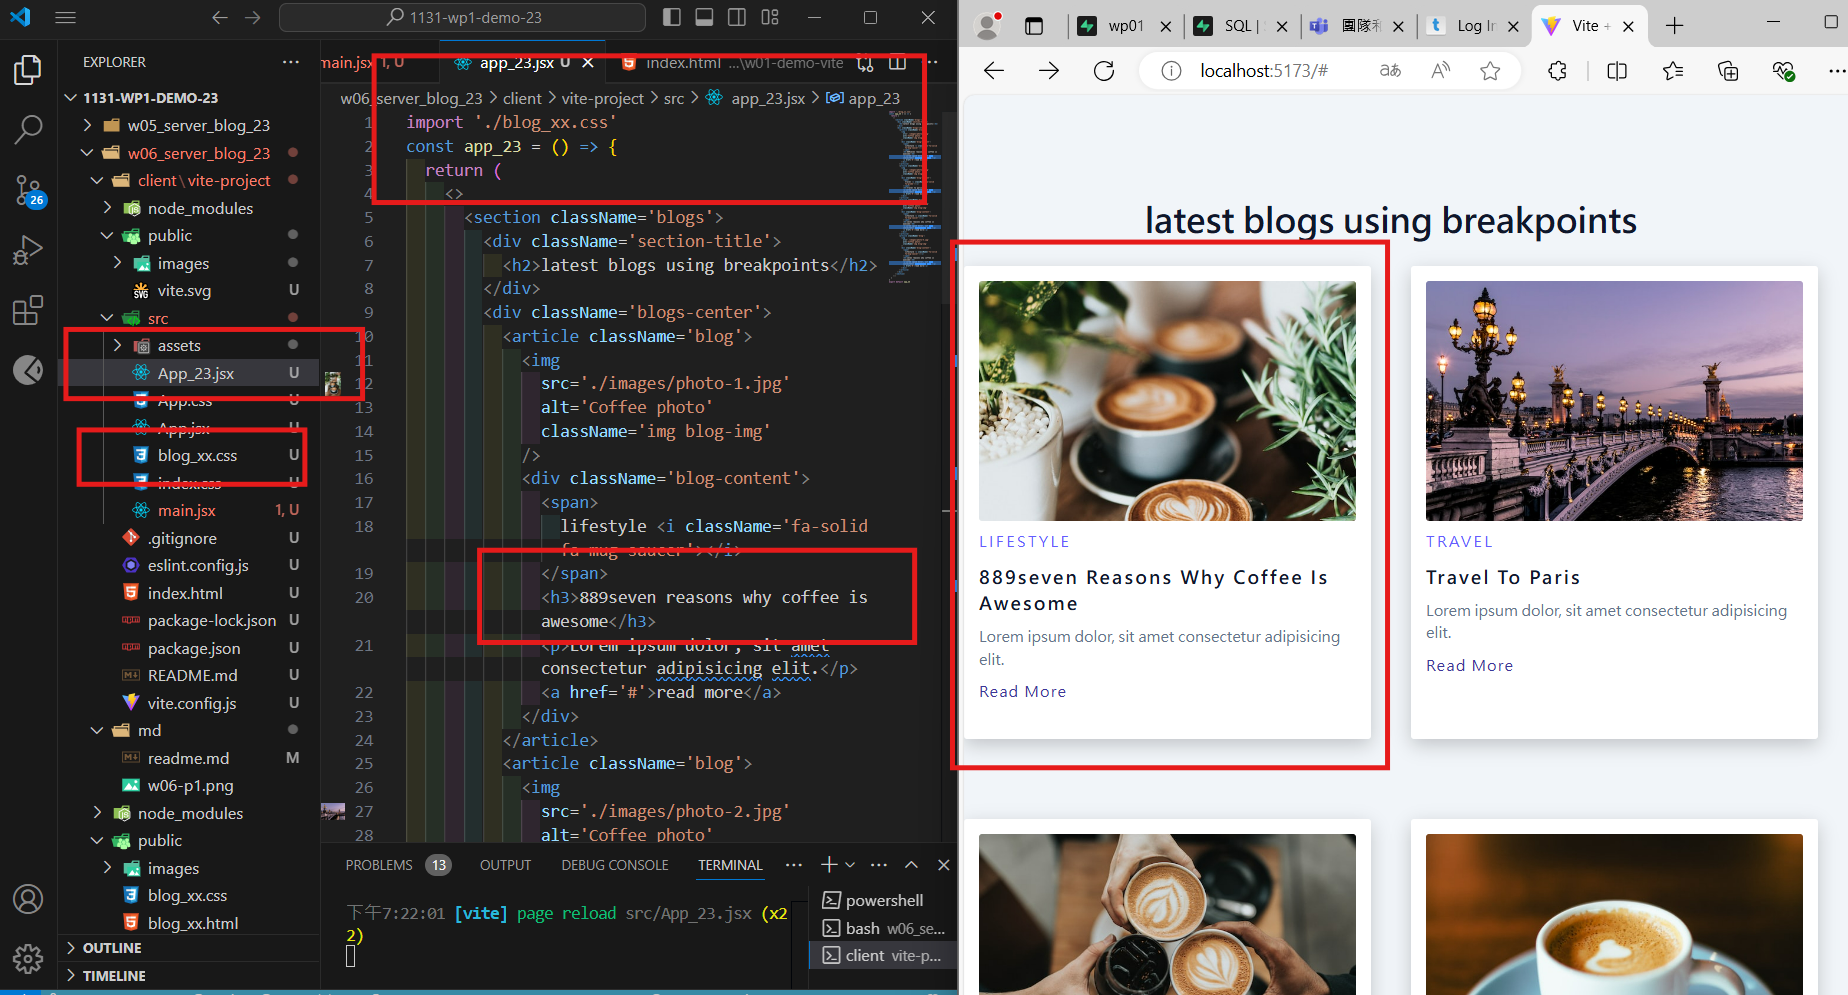 1131-wp1-demo-23
EXPLORER
1131-WP1-DEMO-23
w05_server_blog_23
w06_server_blog_23
client\vite-project
node_modules
public
images
vite.svg U
src
assets
App_23.jsx U
App.css U
App.jsx U
blog_xx.css U
index.css U
main.jsx 1, U
.gitignore U
eslint.config.js U
index.html U
package-lock.json U
package.json U
README.md U
vite.config.js U
md
readme.md M
w06-p1.png
node_modules
public
images
blog_xx.css
blog_xx.html
OUTLINE
TIMELINE
26
main.jsx 1, U
app_23.jsx U
index.html ...\w01-demo-vite
w06_server_blog_23 > client > vite-project > src > app_23.jsx > app_23
1 import './blog_xx.css'
2 const app_23 = () => {
3 return (
4 <>
5 <section className='blogs'>
6 <div className='section-title'>
7 <h2>latest blogs using breakpoints</h2>
8 </div>
9 <div className='blogs-center'>
10 <article className='blog'>
11 <img
12 src='./images/photo-1.jpg'
13 alt='Coffee photo'
14 className='img blog-img'
15 />
16 <div className='blog-content'>
17 <span>
18 lifestyle <i className='fa-solid
fa-mug-saucer'></i>
19 </span>
20 <h3>889seven reasons why coffee is
awesome</h3>
21 <p>Lorem ipsum dolor, sit amet
consectetur adipisicing elit.</p>
22 <a href='#'>read more</a>
23 </div>
24 </article>
25 <article className='blog'>
26 <img
27 src='./images/photo-2.jpg'
28 alt='Coffee photo'
PROBLEMS 13 OUTPUT DEBUG CONSOLE TERMINAL
下午7:22:01 [vite] page reload src/App_23.jsx (x2
2)
powershell
bash w06_se...
client vite-p...
wp01
SQL |
團隊和
Log In
Vite +
localhost:5173/#
latest blogs using breakpoints
LIFESTYLE
889seven Reasons Why Coffee Is
Awesome
Lorem ipsum dolor, sit amet consectetur adipisicing
elit.
Read More
TRAVEL
Travel To Paris
Lorem ipsum dolor, sit amet consectetur adipisicing
elit.
Read More